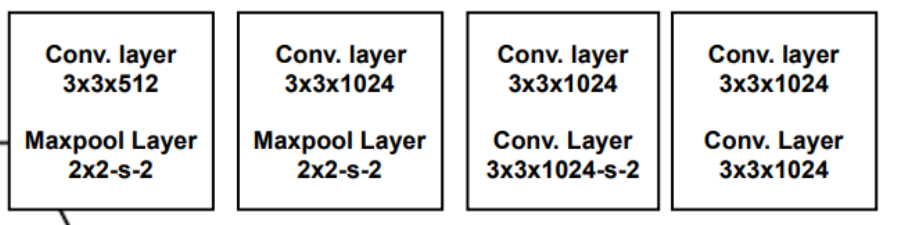 Conv. layer
3x3x512
Maxpool Layer
2x2-s-2
Conv. layer
3x3x1024
Maxpool Layer
2x2-s-2
Conv. layer
3x3x1024
Conv. Layer
3x3x1024-s-2
Conv. layer
3x3x1024
Conv. Layer
3x3x1024